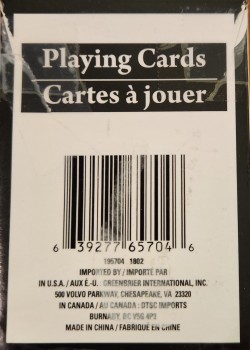 Playing Cards
Cartes à jouer
6 39277 65704 6
195704 1802
IMPORTED BY / IMPORTÉ PAR
IN U.S.A. / AUX É.-U. GREENBRIER INTERNATIONAL, INC.
500 VOLVO PARKWAY, CHESAPEAKE, VA 23320
IN CANADA / AU CANADA : DTSC IMPORTS
BURNABY, BC V5G 4P3
MADE IN CHINA / FABRIQUÉ EN CHINE